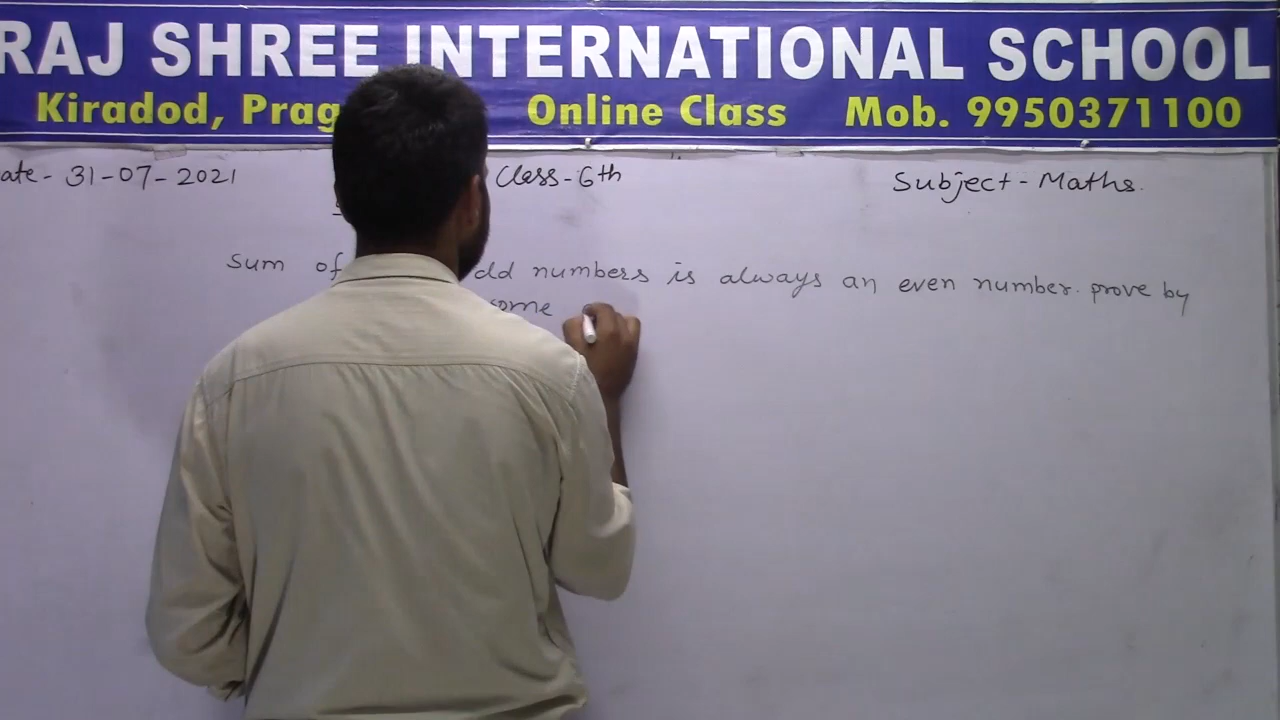 RAJ SHREE INTERNATIONAL SCHOOL
Kiradod, Prag Online Class Mob. 9950371100
ate - 31-07-2021 Class-6th Subject - Maths.
Sum of dd numbers is always an even number. prove by
some